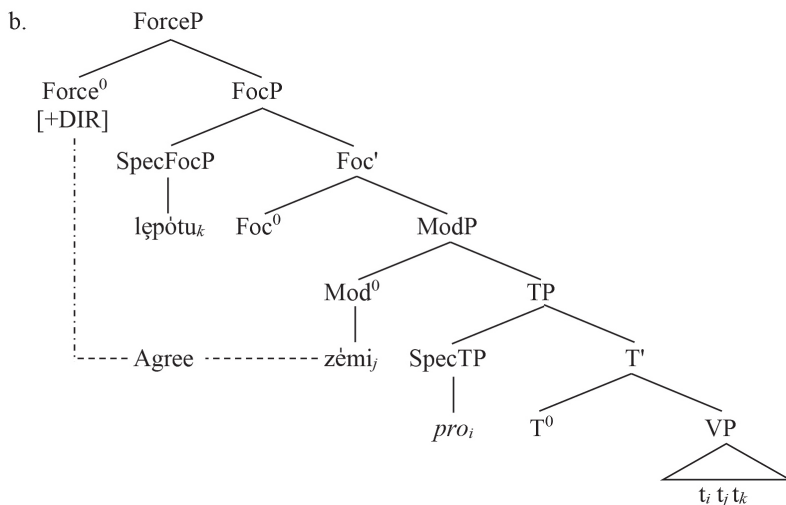 b. ForceP
Force⁰ FocP
[+DIR]
SpecFocP Foc'
lȩpȯtuₖ Foc⁰ ModP
Mod⁰ TP
Agree zėmiⱼ SpecTP T'
proᵢ T⁰ VP
tᵢ tⱼ tₖ